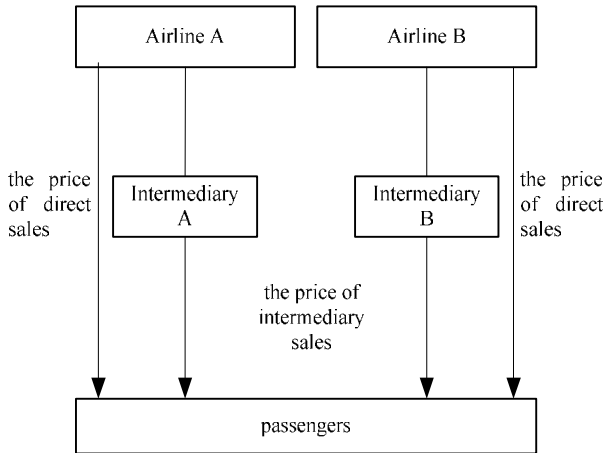 Airline A
Airline B
the price
of direct
sales
Intermediary
A
Intermediary
B
the price
of direct
sales
the price of
intermediary
sales
passengers